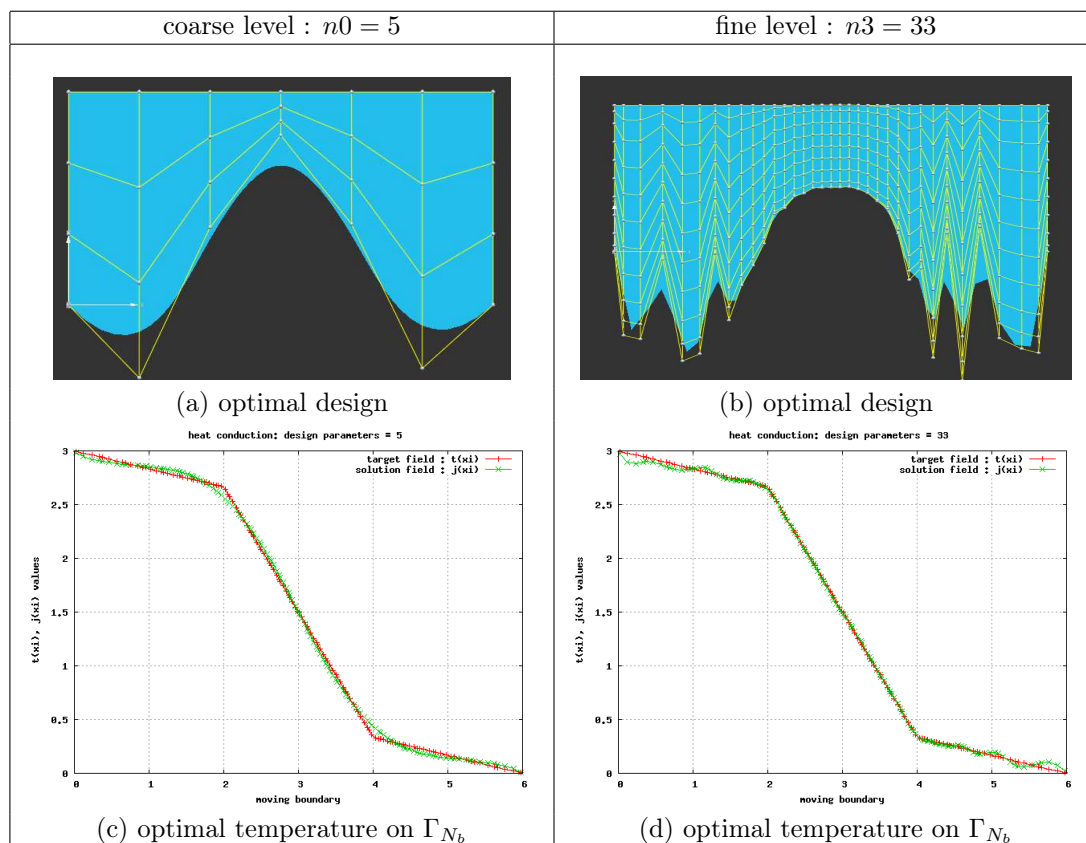 coarse level : n0 = 5
fine level : n3 = 33
(a) optimal design
(b) optimal design
heat conduction: design parameters = 5
target field : t(xi)
solution field : j(xi)
t(xi), j(xi) values
3
2.5
2
1.5
1
0.5
0
0 1 2 3 4 5 6
moving boundary
heat conduction: design parameters = 33
target field : t(xi)
solution field : j(xi)
t(xi), j(xi) values
3
2.5
2
1.5
1
0.5
0
0 1 2 3 4 5 6
moving boundary
(c) optimal temperature on Γ_{N_b}
(d) optimal temperature on Γ_{N_b}